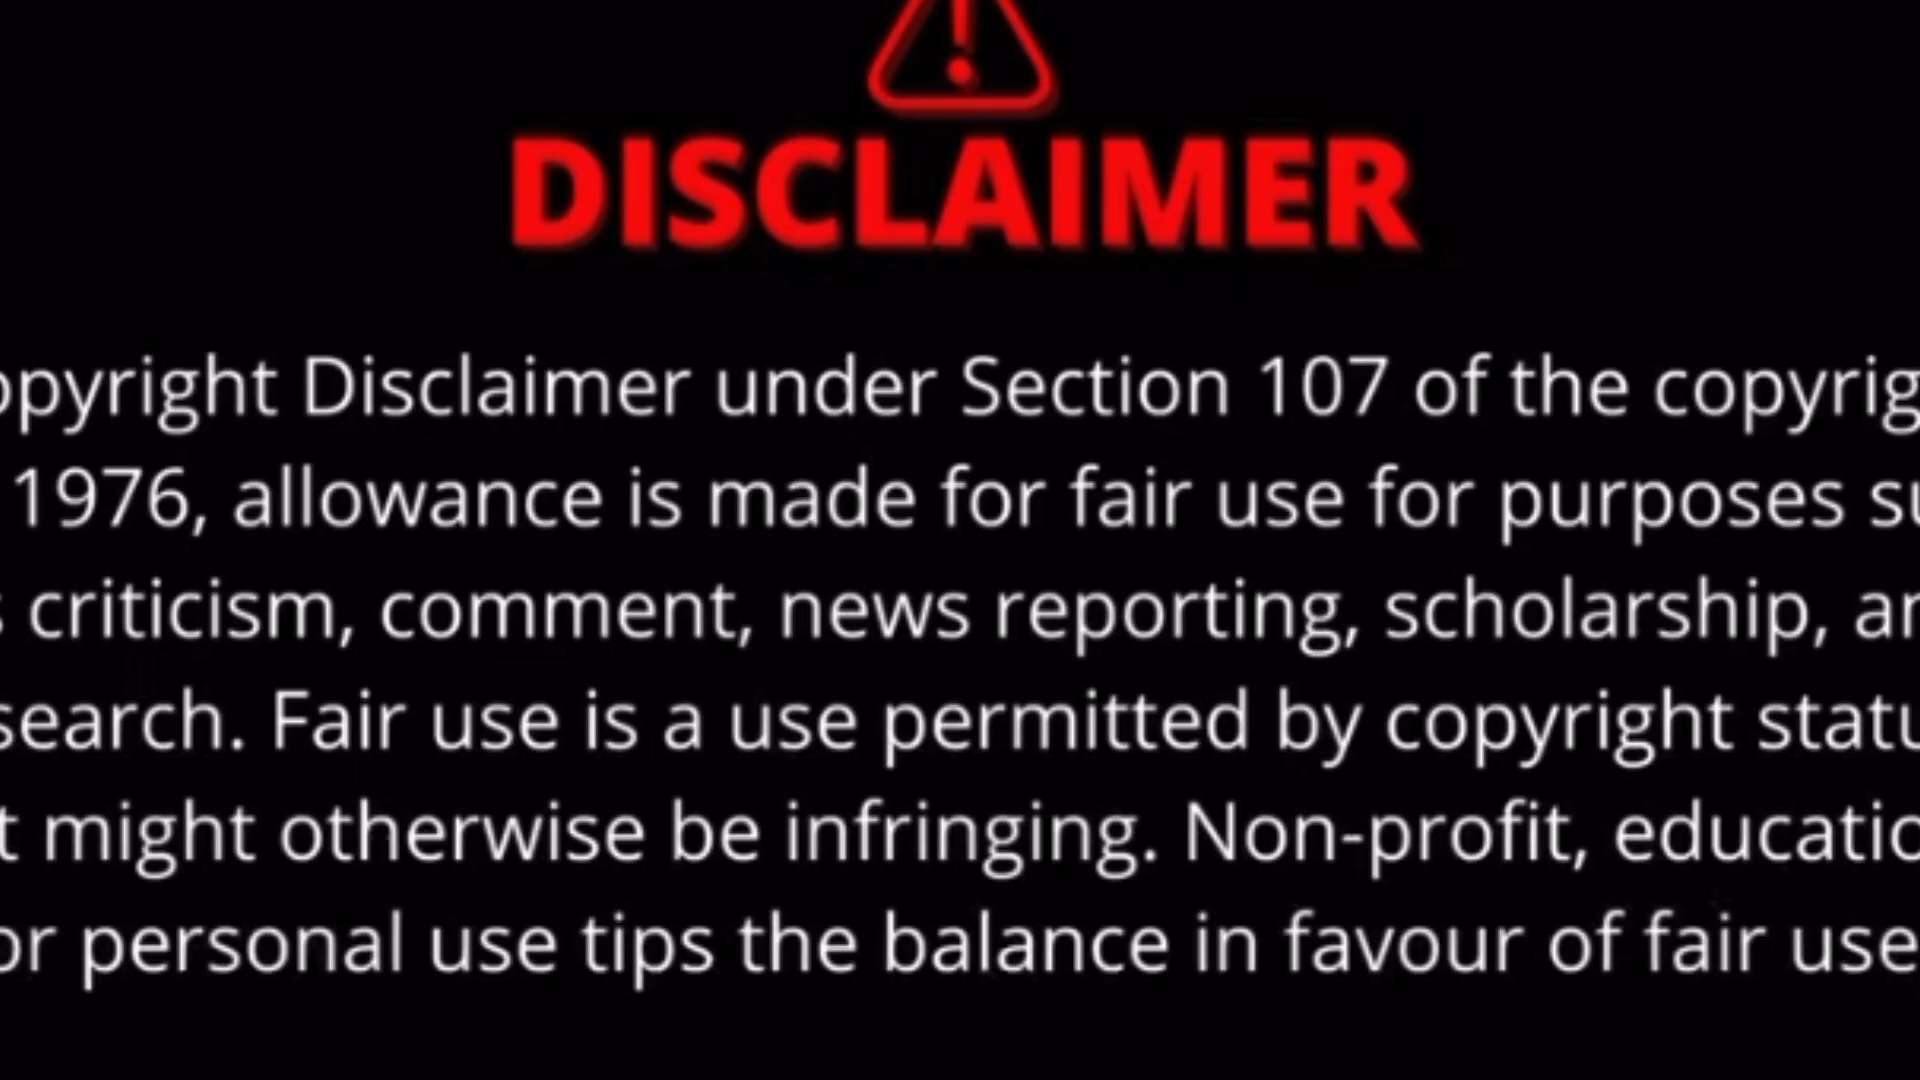 DISCLAIMER
opyright Disclaimer under Section 107 of the copyrig
1976, allowance is made for fair use for purposes su
s criticism, comment, news reporting, scholarship, an
search. Fair use is a use permitted by copyright statu
t might otherwise be infringing. Non-profit, educatio
or personal use tips the balance in favour of fair use